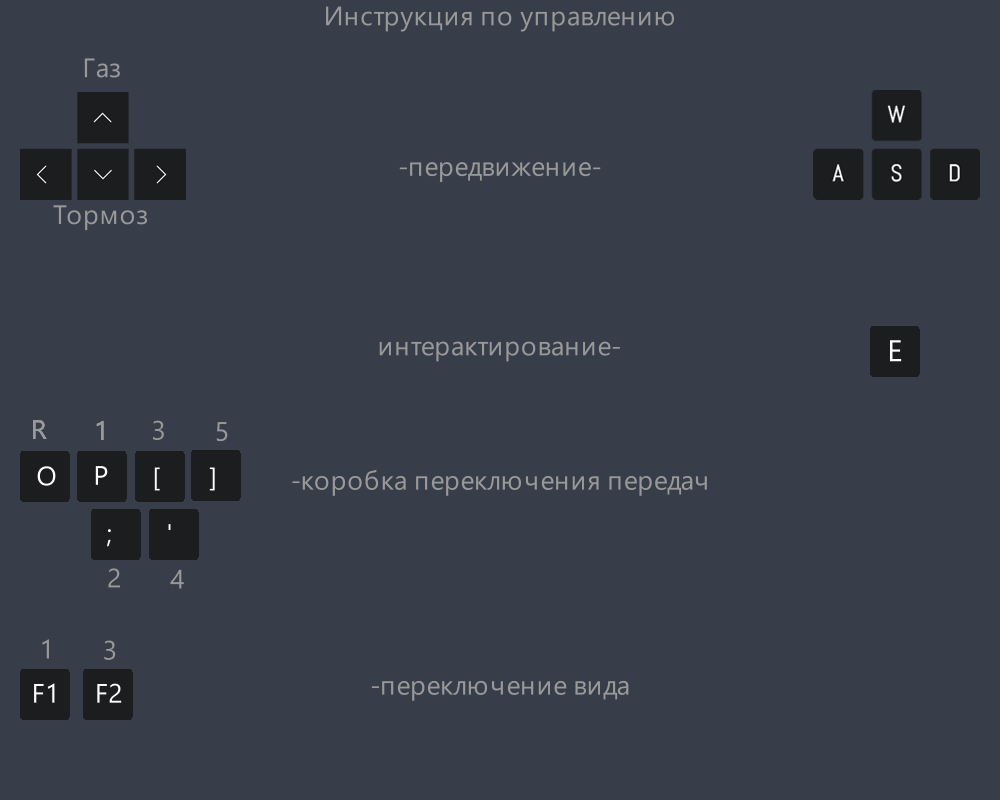 Инструкция по управлению
Газ
^
W
< ﹀ >
-передвижение-
A S D
Тормоз
интерактирование-
E
R 1 3 5
O P [ ]
-коробка переключения передач
; '
2 4
1 3
F1 F2
-переключение вида